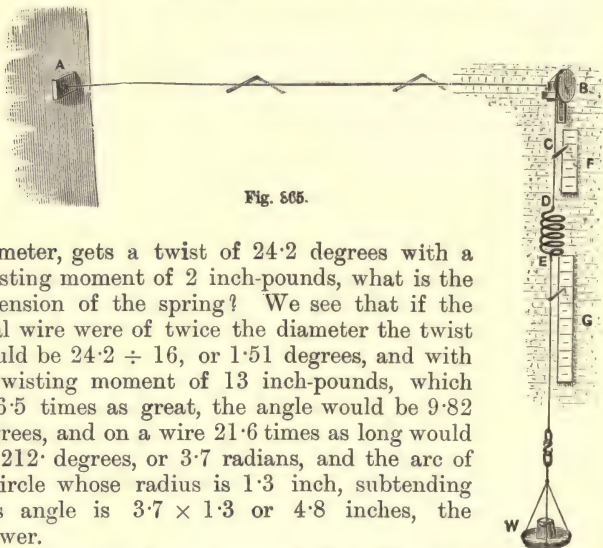 A
B
C
F
D
E
G
W
Fig. 865.
meter, gets a twist of 24·2 degrees with a
sting moment of 2 inch-pounds, what is the
ension of the spring? We see that if the
l wire were of twice the diameter the twist
uld be 24·2 ÷ 16, or 1·51 degrees, and with
twisting moment of 13 inch-pounds, which
6·5 times as great, the angle would be 9·82
rees, and on a wire 21·6 times as long would
212· degrees, or 3·7 radians, and the arc of
ircle whose radius is 1·3 inch, subtending
s angle is 3·7 × 1·3 or 4·8 inches, the
wer.